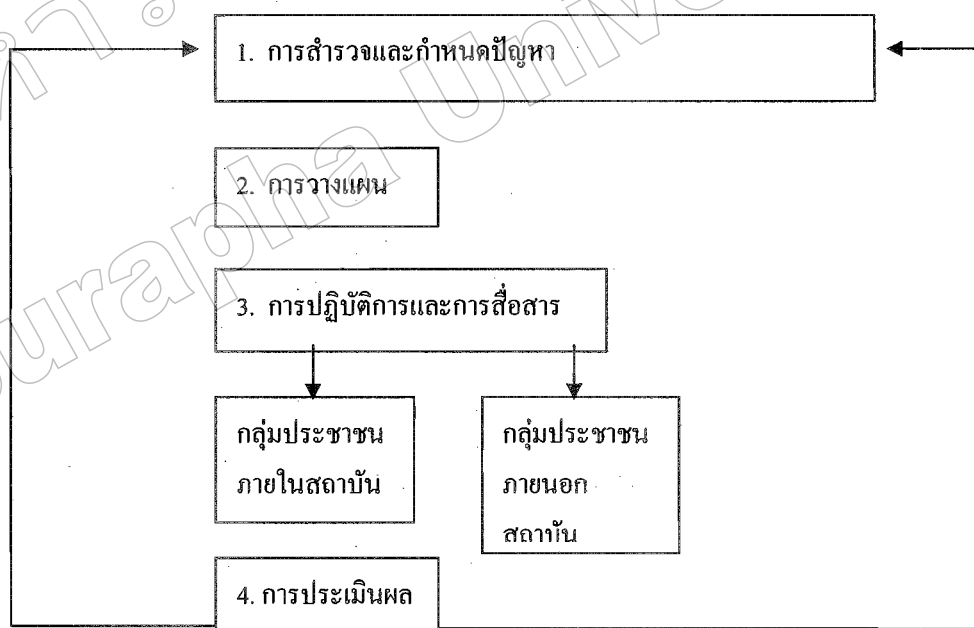 1. การสำรวจและกำหนดปัญหา
2. การวางแผน
3. การปฏิบัติการและการสื่อสาร
กลุ่มประชาชน
ภายในสถาบัน
กลุ่มประชาชน
ภายนอก
สถาบัน
4. การประเมินผล